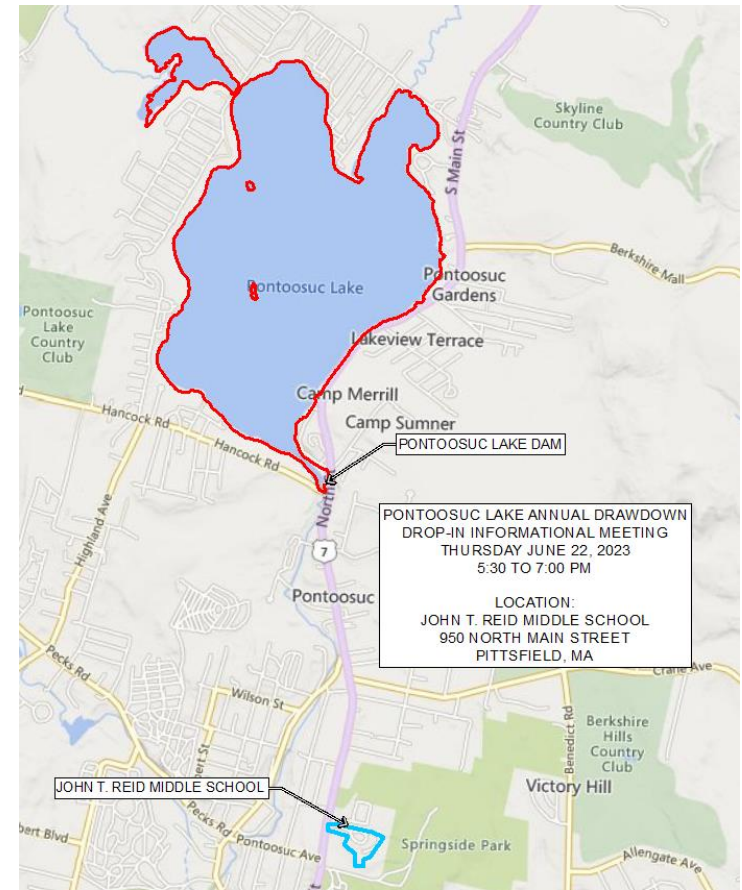 Skyline
Country Club
S Main St
Berkshire Mall
Pontoosuc
Gardens
Pontoosuc Lake
Pontoosuc
Lake
Country
Club
Lakeview Terrace
Camp Merrill
Hancock Rd
Camp Sumner
PONTOOSUC LAKE DAM
Hancock Rd
North
Highland Ave
7
PONTOOSUC LAKE ANNUAL DRAWDOWN
DROP-IN INFORMATIONAL MEETING
THURSDAY JUNE 22, 2023
5:30 TO 7:00 PM
LOCATION:
JOHN T. REID MIDDLE SCHOOL
950 NORTH MAIN STREET
PITTSFIELD, MA
Pontoosuc
Pecks Rd
Crane Ave
Wilson St
Benedict Rd
Berkshire
Hills
Country
Club
Victory Hill
JOHN T. REID MIDDLE SCHOOL
Pecks Rd
Pontoosuc Ave
Springside Park
Blvd
Allengate Ave